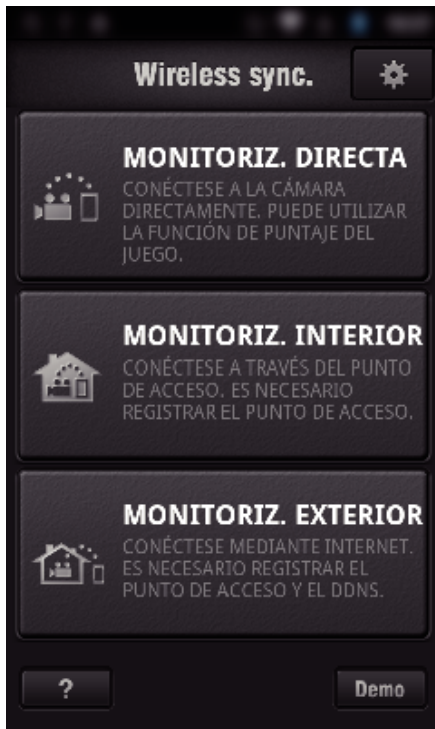 Wireless sync.
MONITORIZ. DIRECTA
CONÉCTESE A LA CÁMARA
DIRECTAMENTE. PUEDE UTILIZAR
LA FUNCIÓN DE PUNTAJE DEL
JUEGO.
MONITORIZ. INTERIOR
CONÉCTESE A TRAVÉS DEL PUNTO
DE ACCESO. ES NECESARIO
REGISTRAR EL PUNTO DE ACCESO.
MONITORIZ. EXTERIOR
CONÉCTESE MEDIANTE INTERNET.
ES NECESARIO REGISTRAR EL
PUNTO DE ACCESO Y EL DDNS.
?
Demo